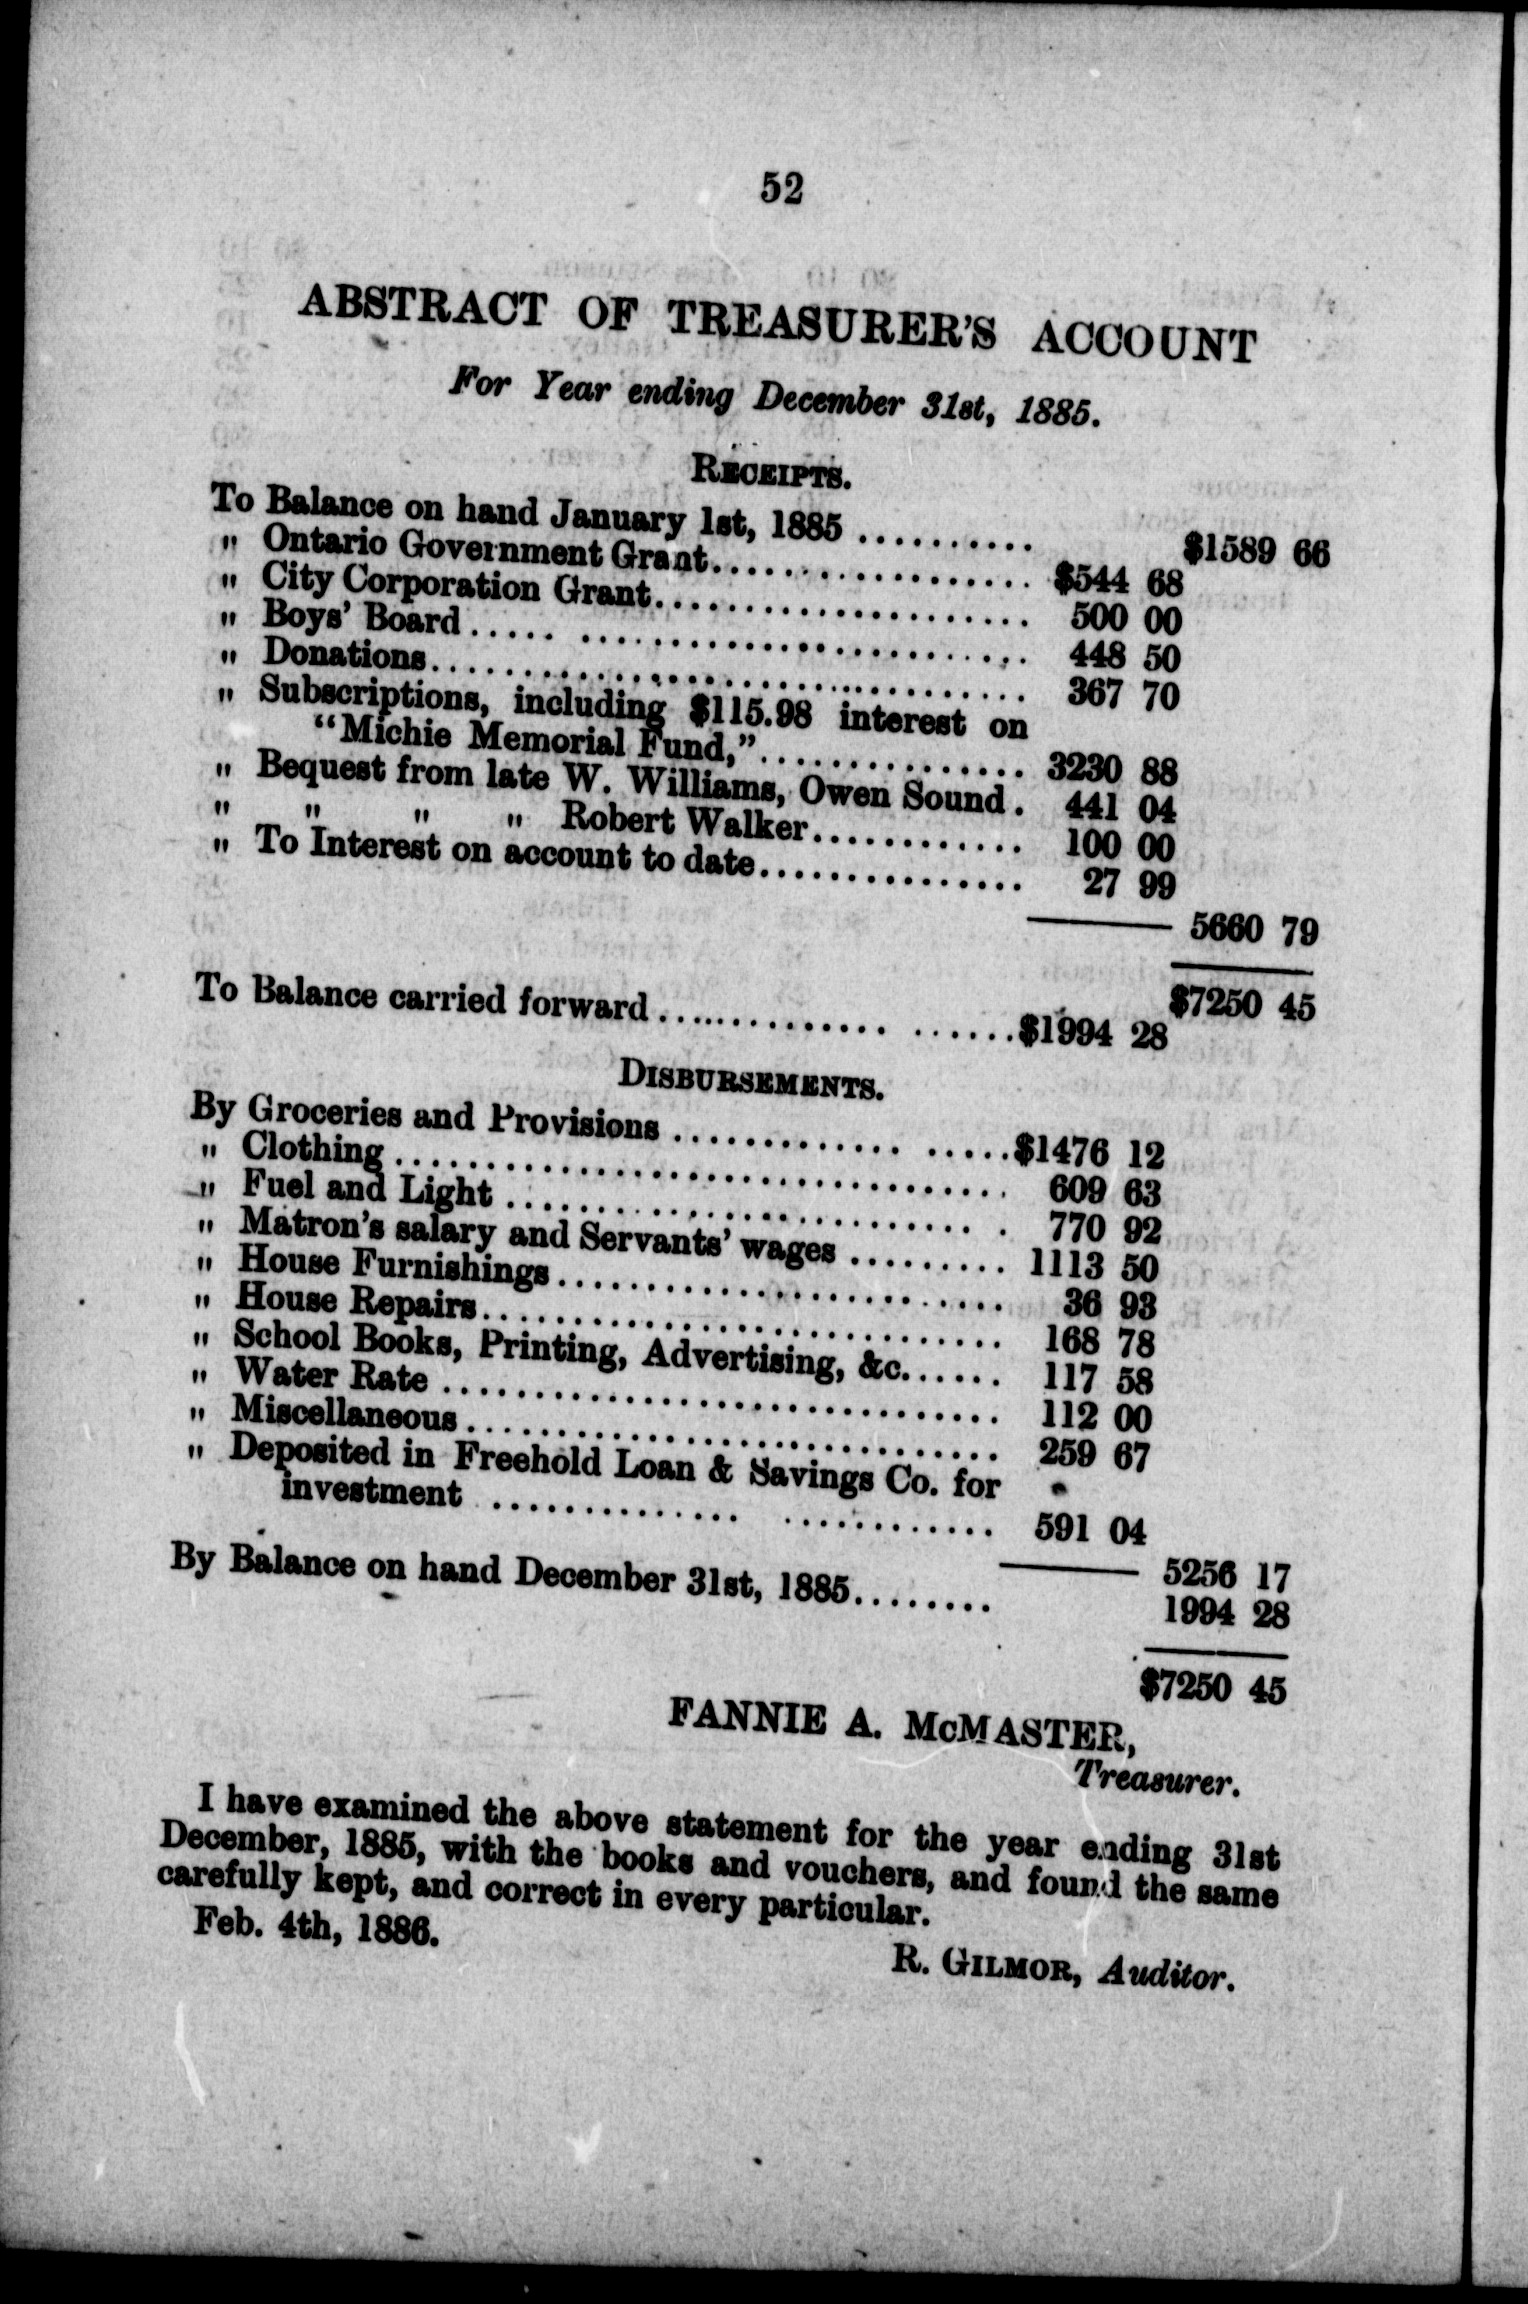 52
ABSTRACT OF TREASURER'S ACCOUNT
For Year ending December 31st, 1885.
RECEIPTS.
To Balance on hand January 1st, 1885 .......... $1589 66
" Ontario Government Grant.................. $544 68
" City Corporation Grant..................... 500 00
" Boys' Board ..... ......................... 448 50
" Donations................................. 367 70
" Subscriptions, including $115.98 interest on
"Michie Memorial Fund,"............... 3230 88
" Bequest from late W. Williams, Owen Sound . 441 04
" " " " Robert Walker............ 100 00
" To Interest on account to date............... 27 99
5660 79
$7250 45
To Balance carried forward ............. ......$1994 28
DISBURSEMENTS.
By Groceries and Provisions ............. .....$1476 12
" Clothing .................................. 609 63
" Fuel and Light .......................... . 770 92
" Matron's salary and Servants' wages ......... 1113 50
" House Furnishings......................... 36 93
" House Repairs............................. 168 78
" School Books, Printing, Advertising, &c...... 117 58
" Water Rate ............................... 112 00
" Miscellaneous.............................. 259 67
" Deposited in Freehold Loan & Savings Co. for
investment .............. ............ 591 04
5256 17
By Balance on hand December 31st, 1885........ 1994 28
$7250 45
FANNIE A. McMASTER,
Treasurer.
I have examined the above statement for the year ending 31st
December, 1885, with the books and vouchers, and found the same
carefully kept, and correct in every particular.
Feb. 4th, 1886.
R. GILMOR, Auditor.